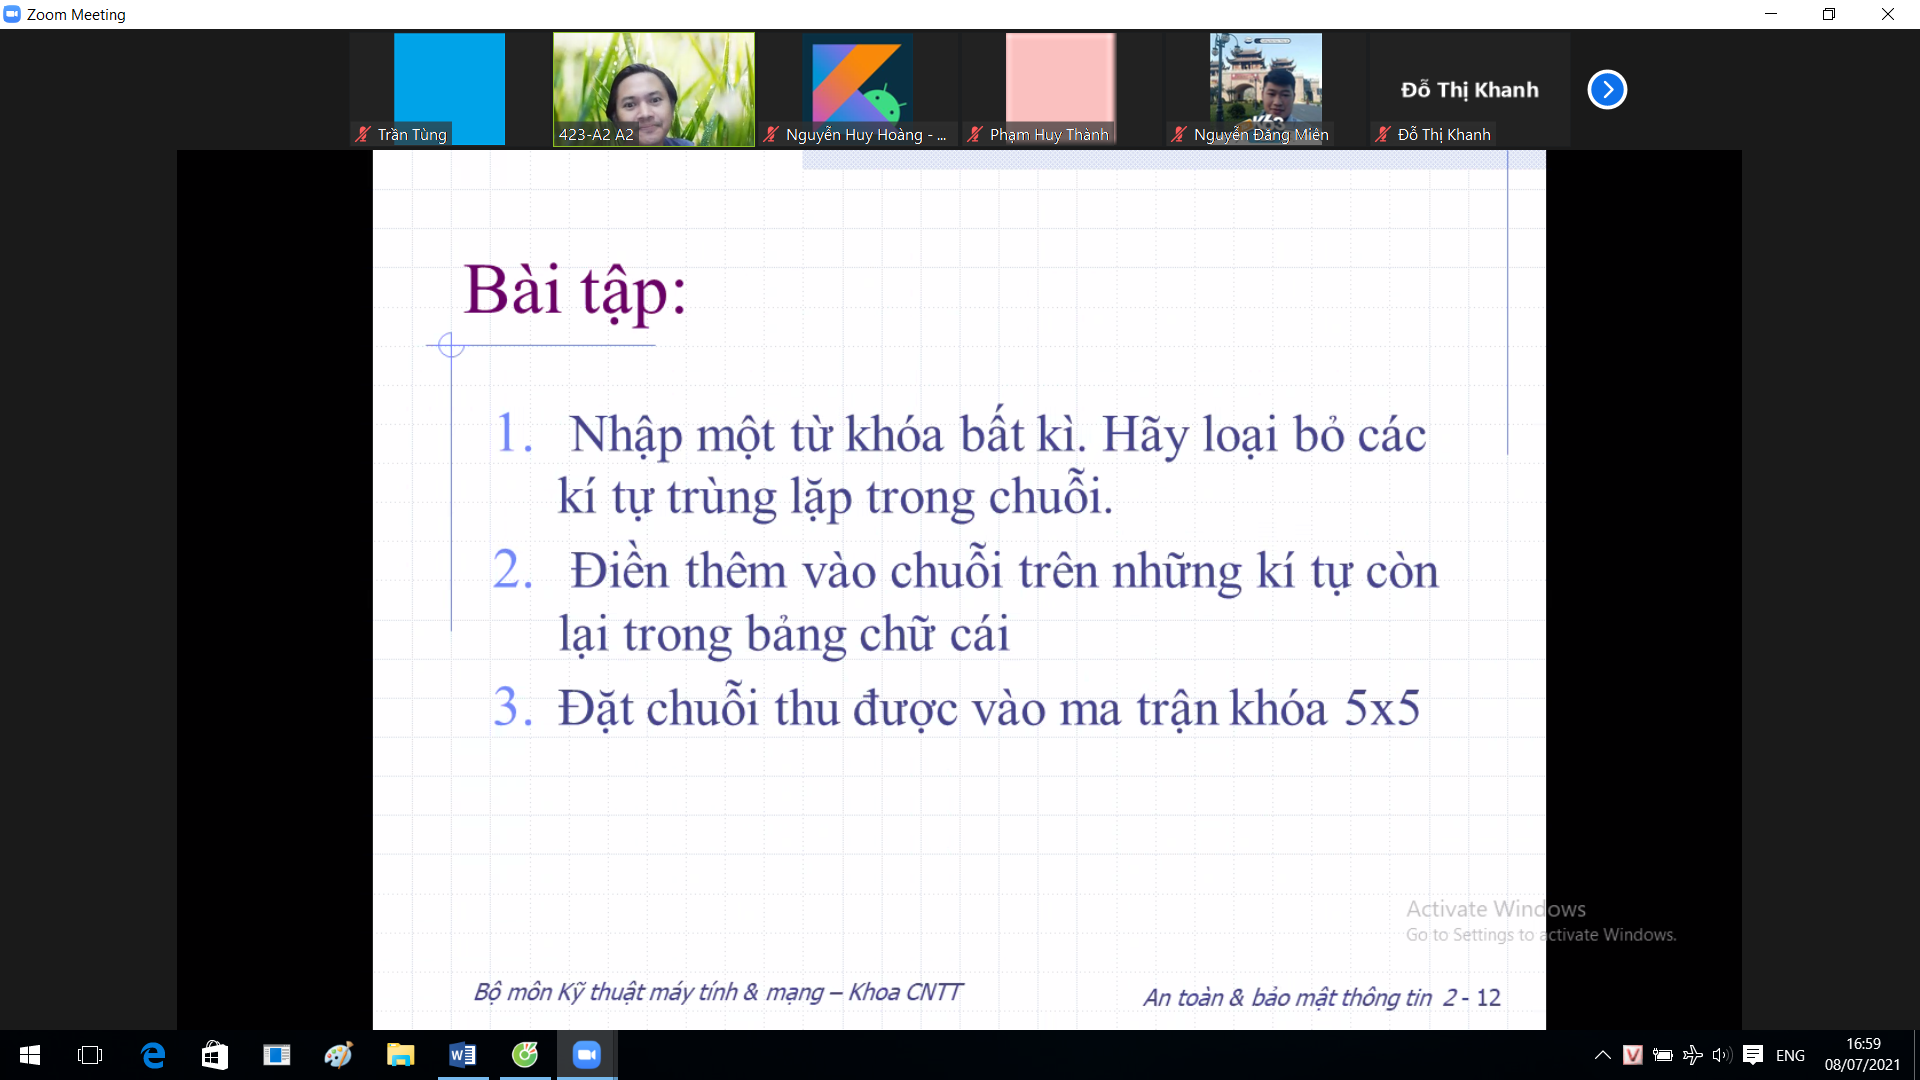 Zoom Meeting
Trần Tùng
423-A2 A2
Nguyễn Huy Hoàng - ...
Phạm Huy Thành
K63
Nguyễn Đăng Miên
Đỗ Thị Khanh
Đỗ Thị Khanh
Bài tập:
1. Nhập một từ khóa bất kì. Hãy loại bỏ các
kí tự trùng lặp trong chuỗi.
2. Điền thêm vào chuỗi trên những kí tự còn
lại trong bảng chữ cái
3. Đặt chuỗi thu được vào ma trận khóa 5x5
Activate Windows
Go to Settings to activate Windows.
Bộ môn Kỹ thuật máy tính & mạng – Khoa CNTT
An toàn & bảo mật thông tin 2 - 12
ENG
16:59
08/07/2021